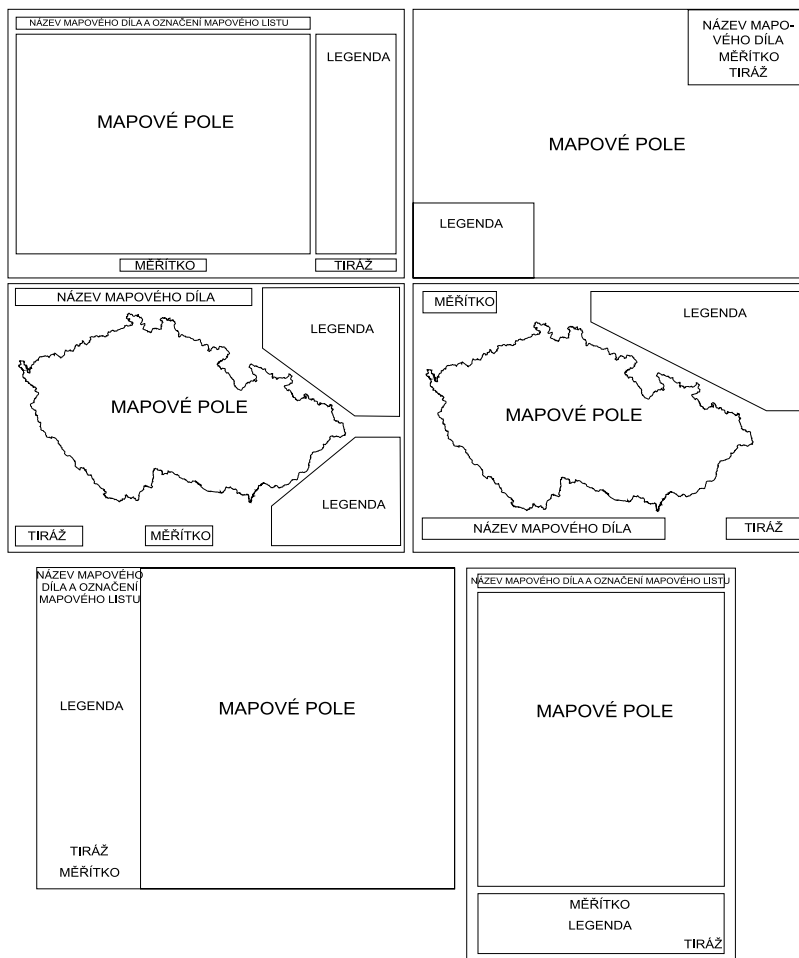 NÁZEV MAPOVÉHO DÍLA A OZNAČENÍ MAPOVÉHO LISTU
LEGENDA
MAPOVÉ POLE
MĚŘÍTKO
TIRÁŽ
NÁZEV MAPO-
VÉHO DÍLA
MĚŘÍTKO
TIRÁŽ
MAPOVÉ POLE
LEGENDA
NÁZEV MAPOVÉHO DÍLA
LEGENDA
MAPOVÉ POLE
LEGENDA
TIRÁŽ
MĚŘÍTKO
MĚŘÍTKO
LEGENDA
MAPOVÉ POLE
NÁZEV MAPOVÉHO DÍLA
TIRÁŽ
NÁZEV MAPOVÉHO
DÍLA A OZNAČENÍ
MAPOVÉHO LISTU
LEGENDA
MAPOVÉ POLE
TIRÁŽ
MĚŘÍTKO
NÁZEV MAPOVÉHO DÍLA A OZNAČENÍ MAPOVÉHO LISTU
MAPOVÉ POLE
MĚŘÍTKO
LEGENDA
TIRÁŽ